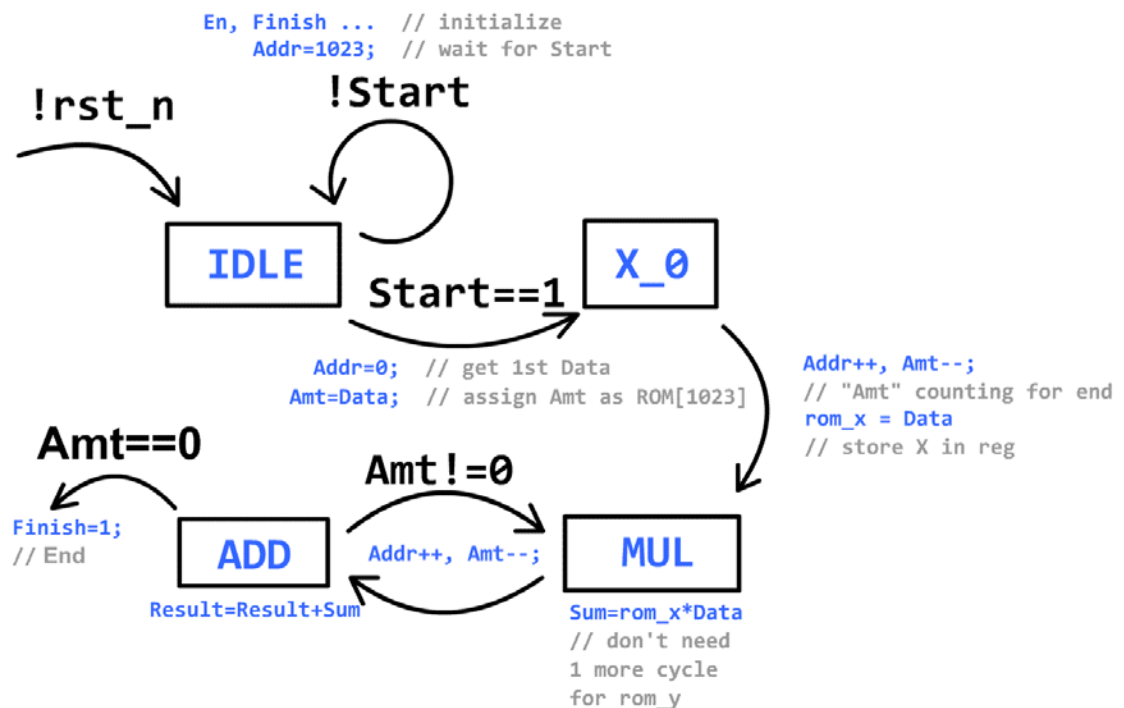 En, Finish ... // initialize
Addr=1023; // wait for Start
!rst_n
!Start
IDLE
X_0
Start==1
Addr=0; // get 1st Data
Amt=Data; // assign Amt as ROM[1023]
Addr++, Amt--;
// "Amt" counting for end
rom_x = Data
// store X in reg
Amt==0
Amt!=0
Finish=1;
// End
ADD
Addr++, Amt--;
MUL
Result=Result+Sum
Sum=rom_x*Data
// don't need
1 more cycle
for rom_y